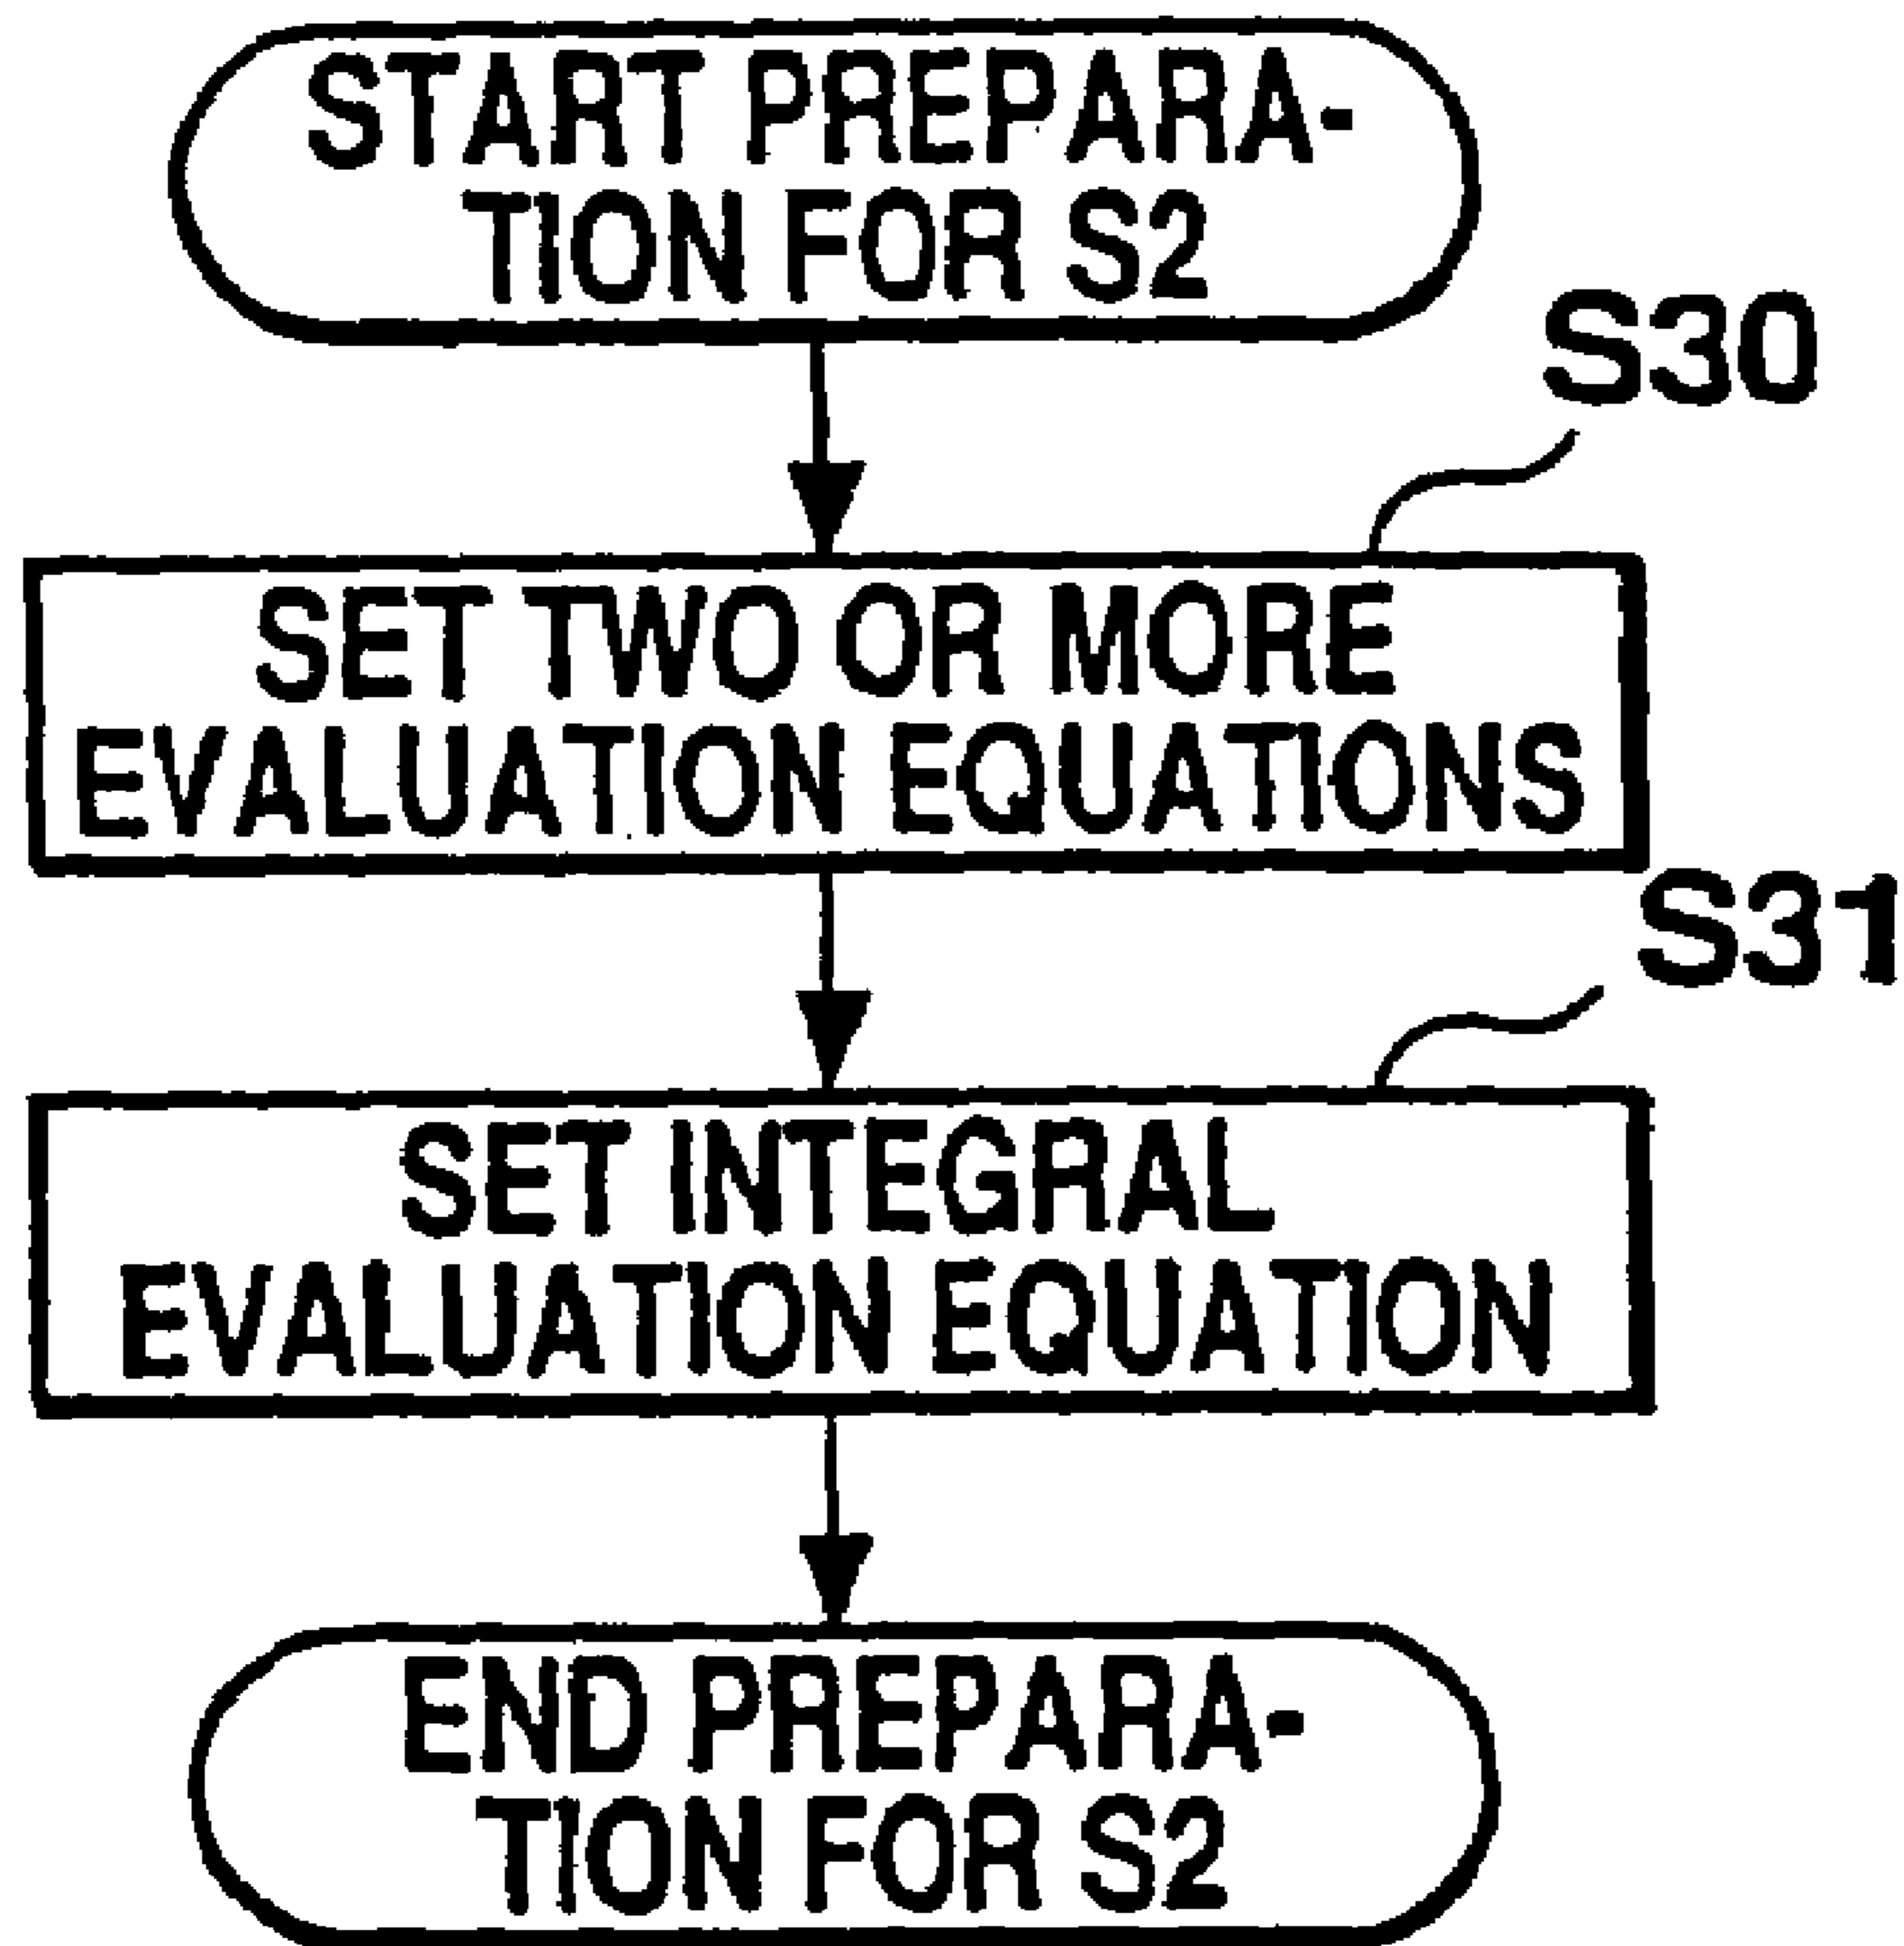 START PREPARA-
TION FOR S2
S30
SET TWO OR MORE
EVALUATION EQUATIONS
S31
SET INTEGRAL
EVALUATION EQUATION
END PREPARA-
TION FOR S2